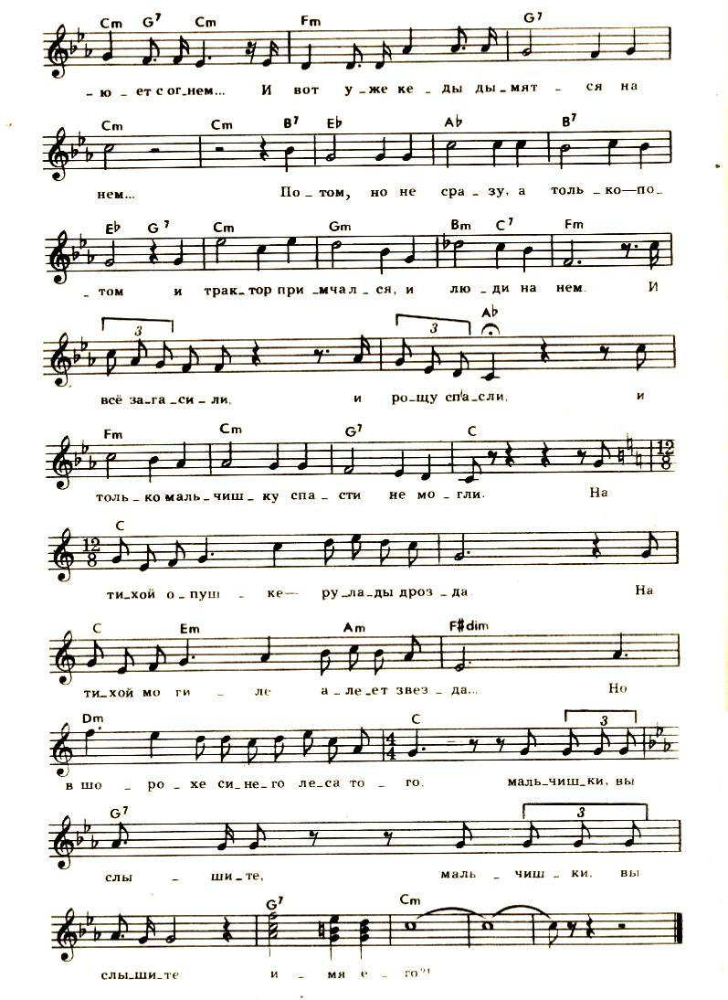 Cm G7 Cm Fm G7
– ю – ет с ог–нем... И вот у–же ке – ды ды–мят – ся на
Cm Cm B7 E♭ A♭ B7
нем... По – том, но не сра – зу, а толь – ко—по–
E♭ G7 Cm Gm Bm C7 Fm
– том и трак–тор при –мчал – ся, и лю – ди на нем. И
3 3 A♭
всё за–га–си–ли, и ро–щу спа–сли, и
Fm Cm G7 C
толь – ко маль–чиш – ку спа – сти не мо – гли. На
12 8
C
12 8
ти–хой о–пуш – ке— ру–ла–ды дроз – да. На
C Em Am F#dim
ти–хой мо ги – ле а–ле–ет звез – да... Но
Dm C 3
4 4
в шо – ро – хе си–не–го ле–са то – го, маль–чиш–ки, вы
G7 3
слы – ши–те, маль – чиш – ки, вы
G7 Cm
слы–ши–те и – мя е – го?!